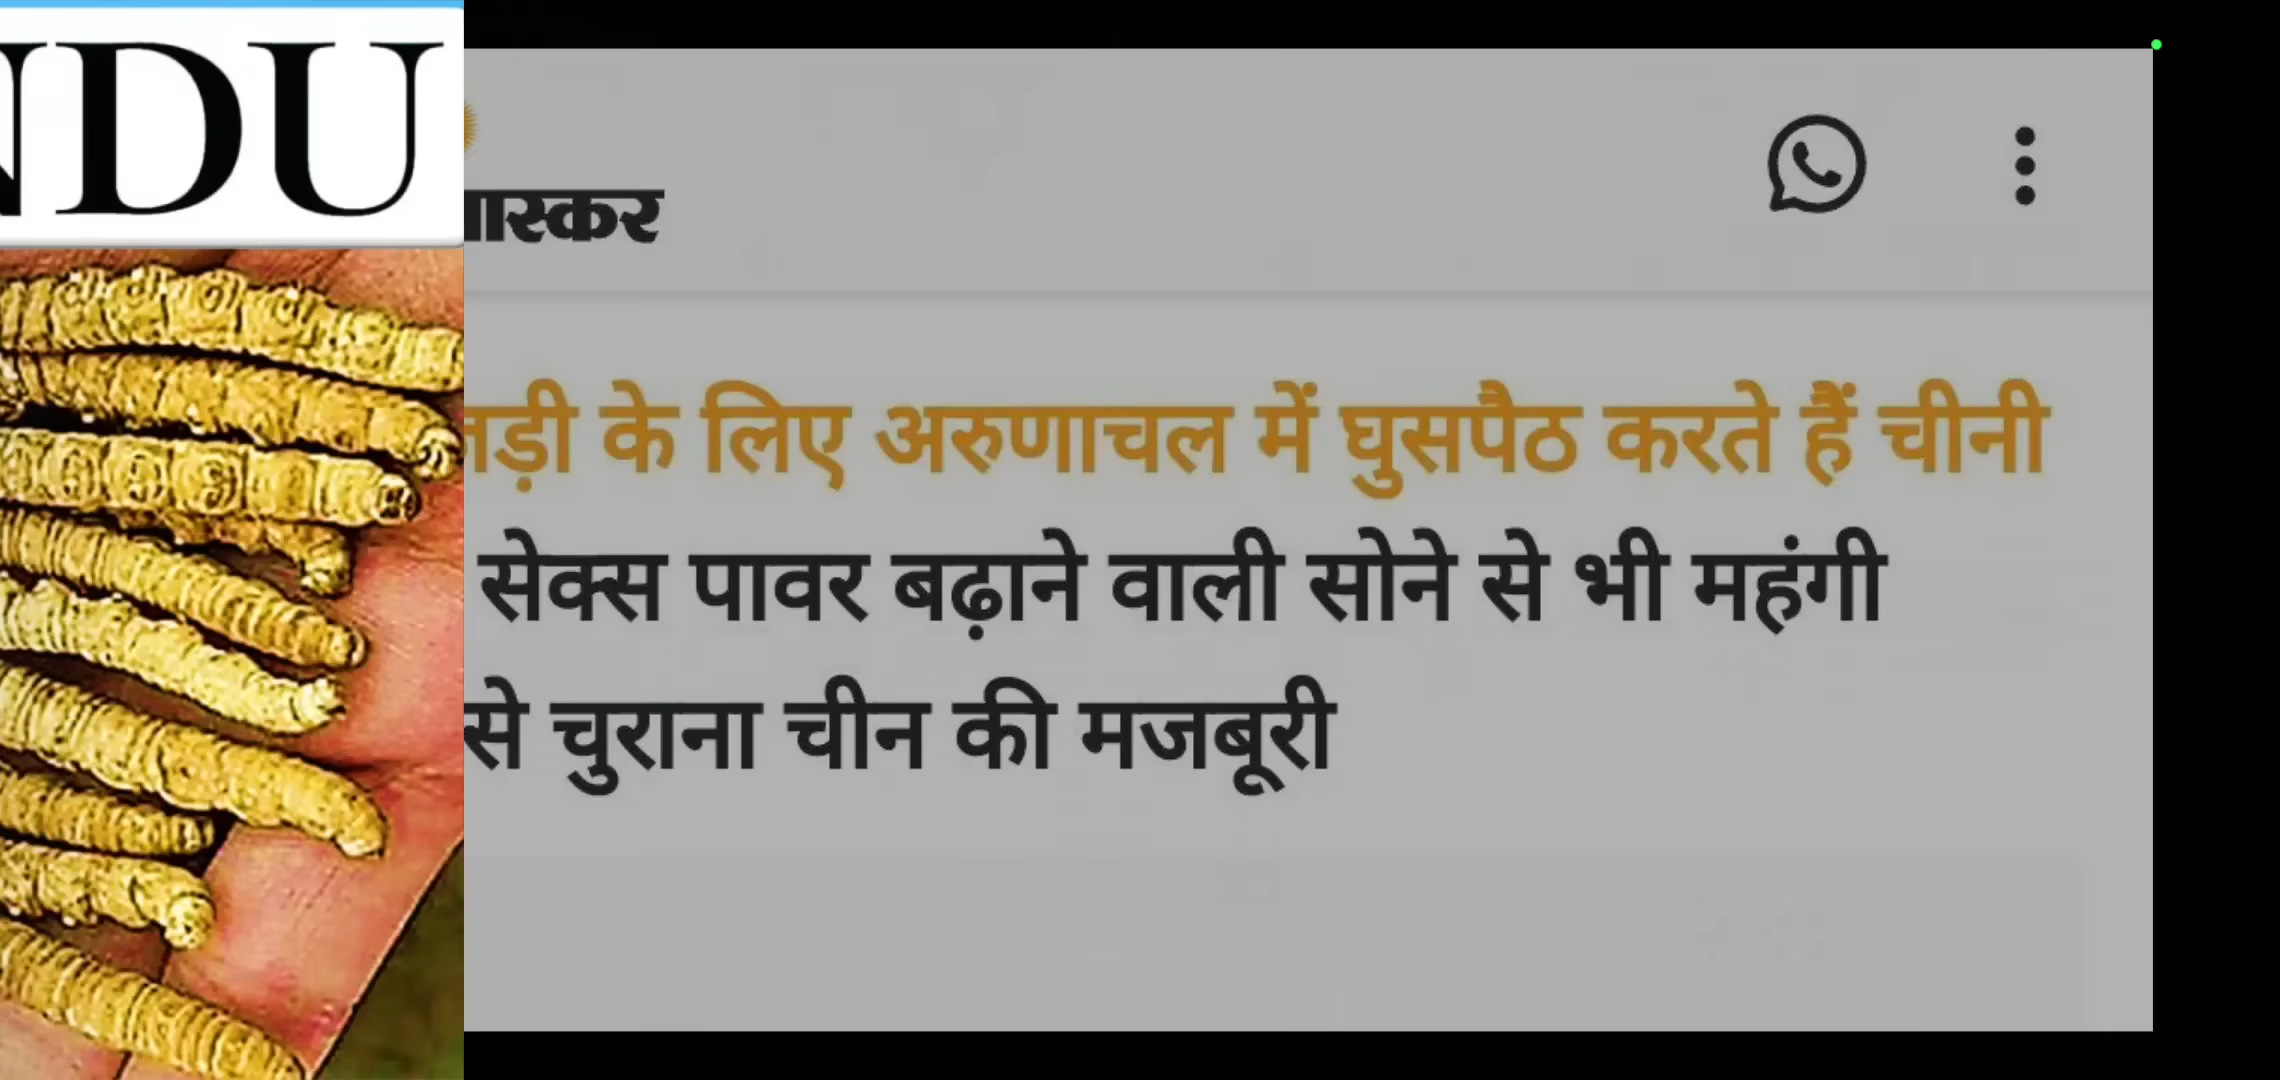 NDU
ास्कर
ड़ी के लिए अरुणाचल में घुसपैठ करते हैं चीनी
सेक्स पावर बढ़ाने वाली सोने से भी महंगी
से चुराना चीन की मजबूरी